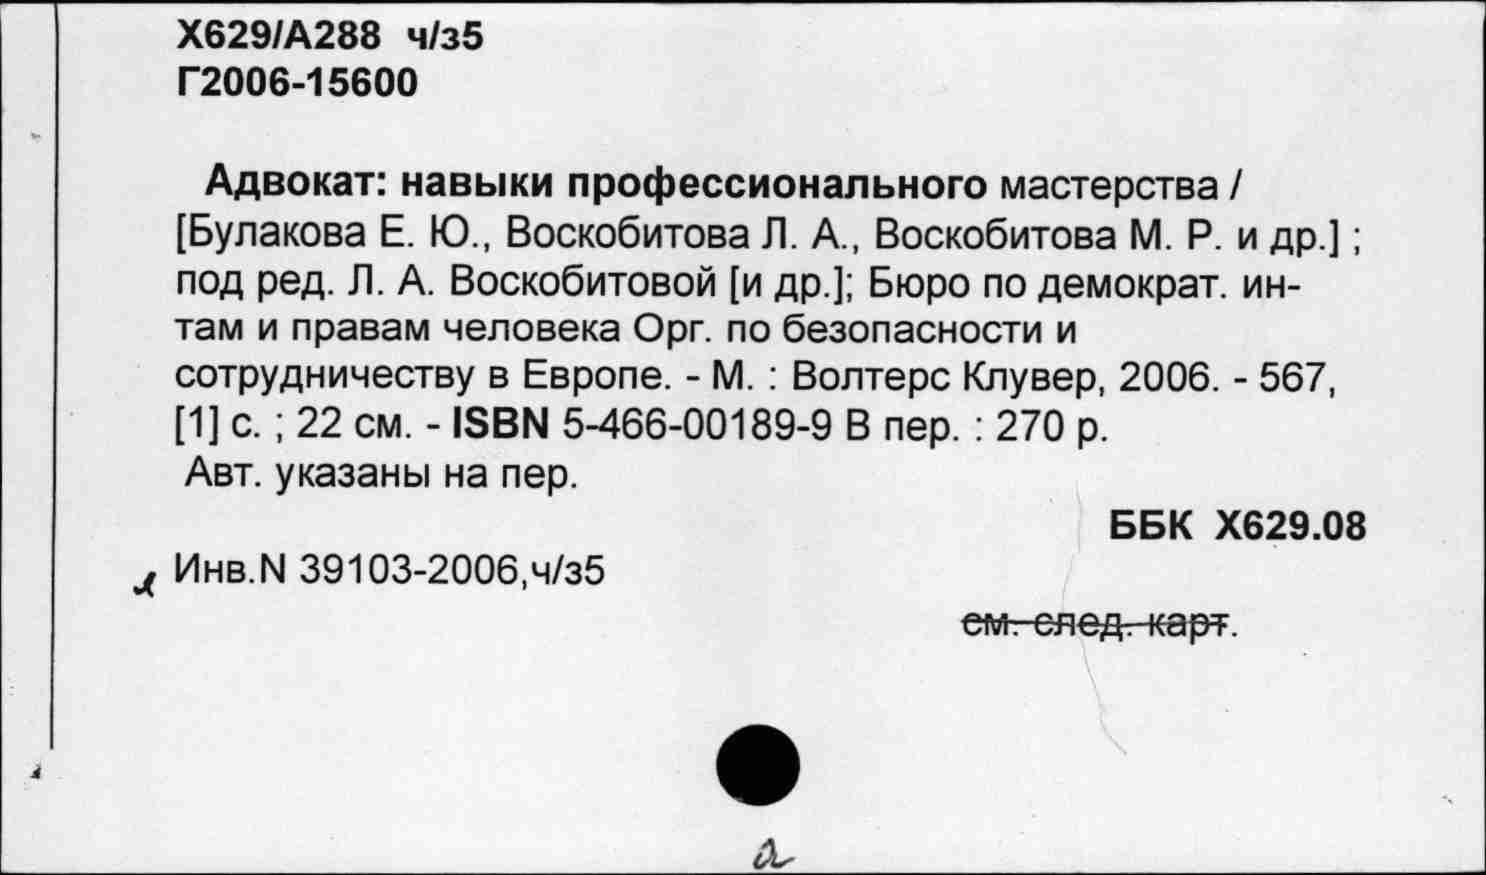 Х629/А288 ч/з5
Г2006-15600
Адвокат: навыки профессионального мастерства /
[Булакова Е. Ю., Воскобитова Л. А., Воскобитова М. Р. и др.] ;
под ред. Л. А. Воскобитовой [и др.]; Бюро по демократ. ин-
там и правам человека Орг. по безопасности и
сотрудничеству в Европе. - М. : Волтерс Клувер, 2006. - 567,
[1] с. ; 22 см. - ISBN 5-466-00189-9 В пер. : 270 р.
Авт. указаны на пер.
ББК Х629.08
Инв.N 39103-2006,ч/з5
см. след. карт.